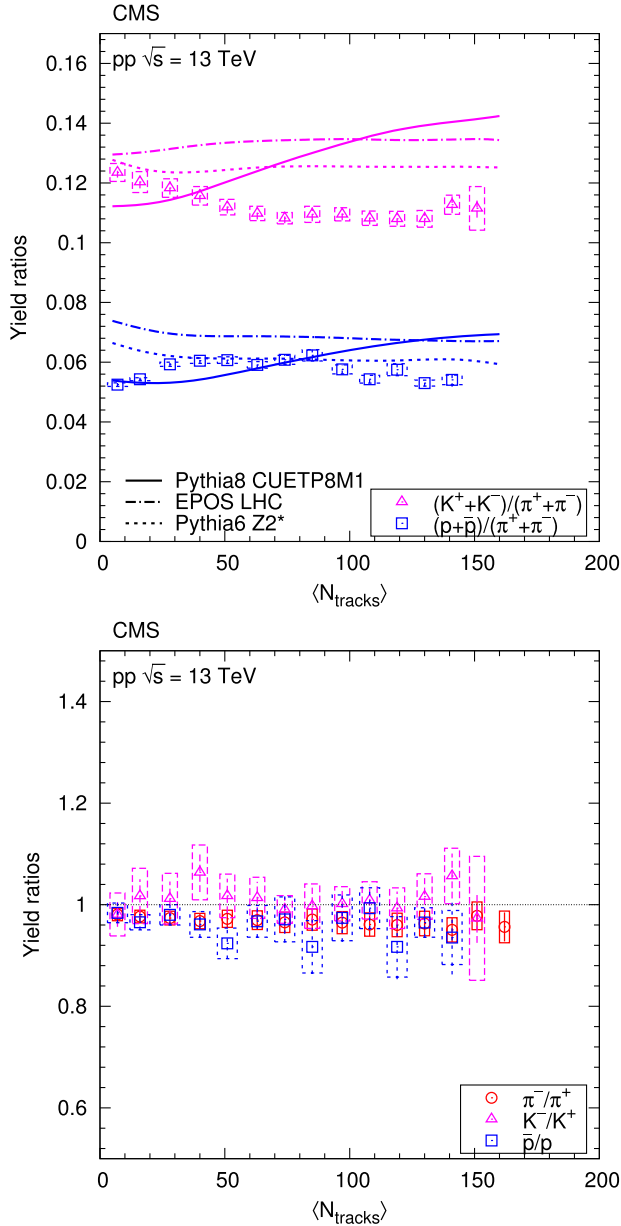 CMS
pp √s = 13 TeV
0.16
0.14
0.12
0.1
0.08
0.06
0.04
0.02
0
Yield ratios
Pythia8 CUETP8M1
EPOS LHC
Pythia6 Z2*
(K⁺+K⁻)/(π⁺+π⁻)
(p+p̅)/(π⁺+π⁻)
0 50 100 150 200
⟨N_tracks⟩
CMS
pp √s = 13 TeV
1.4
1.2
1
0.8
0.6
Yield ratios
π⁻/π⁺
K⁻/K⁺
p̅/p
0 50 100 150 200
⟨N_tracks⟩